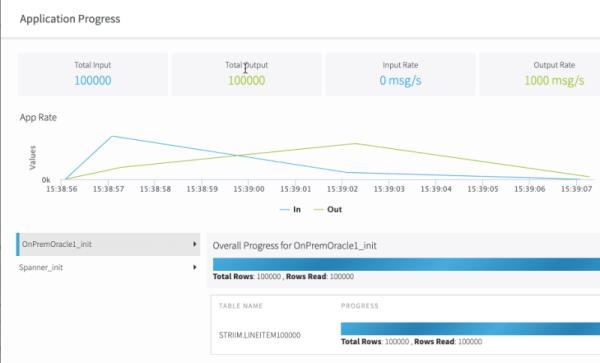 Application Progress
Total Input
100000
Total Output
100000
Input Rate
0 msg/s
Output Rate
1000 msg/s
App Rate
Values
0k
15:38:56 15:38:57 15:38:58 15:38:59 15:39:00 15:39:01 15:39:02 15:39:03 15:39:04 15:39:05 15:39:06 15:39:07
In Out
OnPremOracle1_init
Spanner_init
Overall Progress for OnPremOracle1_init
Total Rows: 100000 , Rows Read: 100000
TABLE NAME PROGRESS
STRIIM.LINEITEM100000
Total Rows: 100000 , Rows Read: 100000